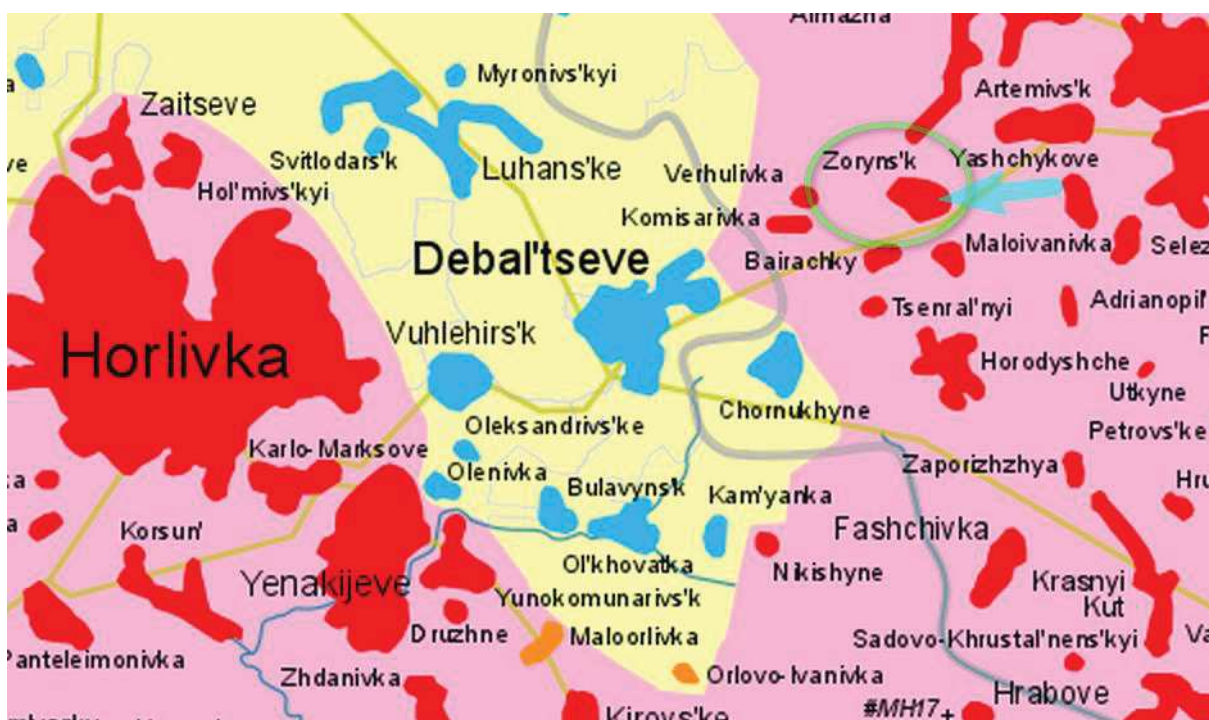 Almazna
Myronivs'kyi
Artemivs'k
Zaitseve
Svitlodars'k
Luhans'ke
Verhulivka
Zoryns'k
Yashchykove
ve
Hol'mivs'kyi
Komisarivka
Debal'tseve
Bairachky
Maloivanivka
Selez
Vuhlehirs'k
Tsenral'nyi
Adrianopil'
Horlivka
Horodyshche
Utkyne
Oleksandrivs'ke
Chornukhyne
Petrovs'ke
Karlo-Marksove
Olenivka
Bulavyns'k
Kam'yanka
Zaporizhzhya
Hru
Korsun'
Fashchivka
Ol'khovatka
Nikishyne
Yenakijeve
Yunokomunarivs'k
Krasnyi
Kut
Druzhne
Maloorlivka
Sadovo-Khrustal'nens'kyi
Va
Panteleimonivka
Zhdanivka
Orlovo-Ivanivka
Hrabove
Kirovs'ke
#MH17+